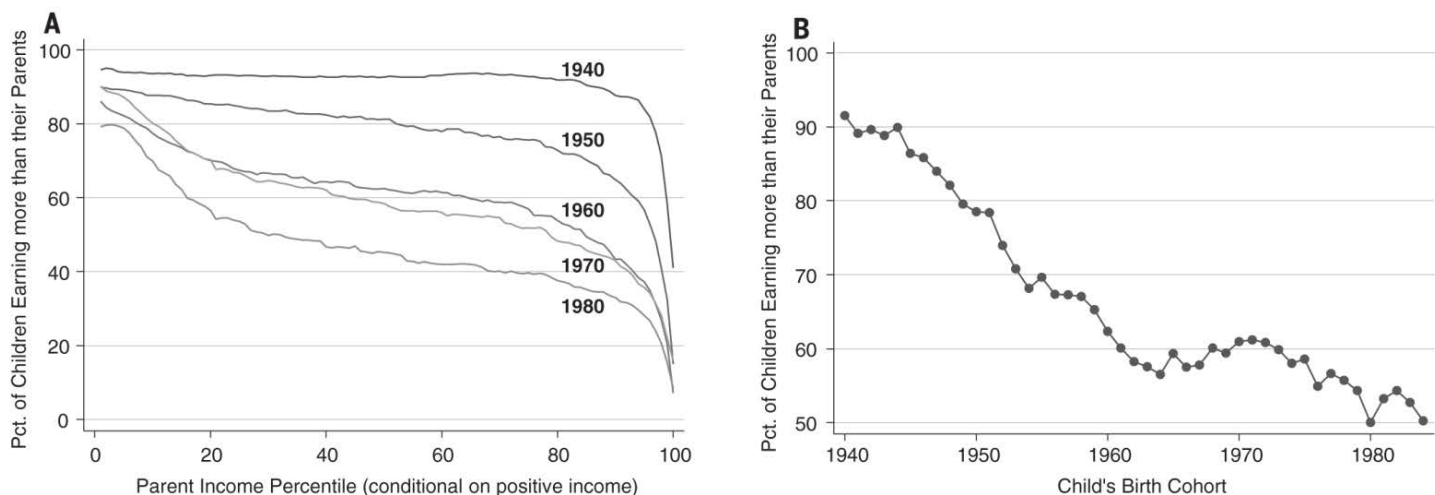 A
Pct. of Children Earning more than their Parents
100
80
60
40
20
0
1940
1950
1960
1970
1980
0 20 40 60 80 100
Parent Income Percentile (conditional on positive income)
B
Pct. of Children Earning more than their Parents
100
90
80
70
60
50
1940 1950 1960 1970 1980
Child's Birth Cohort